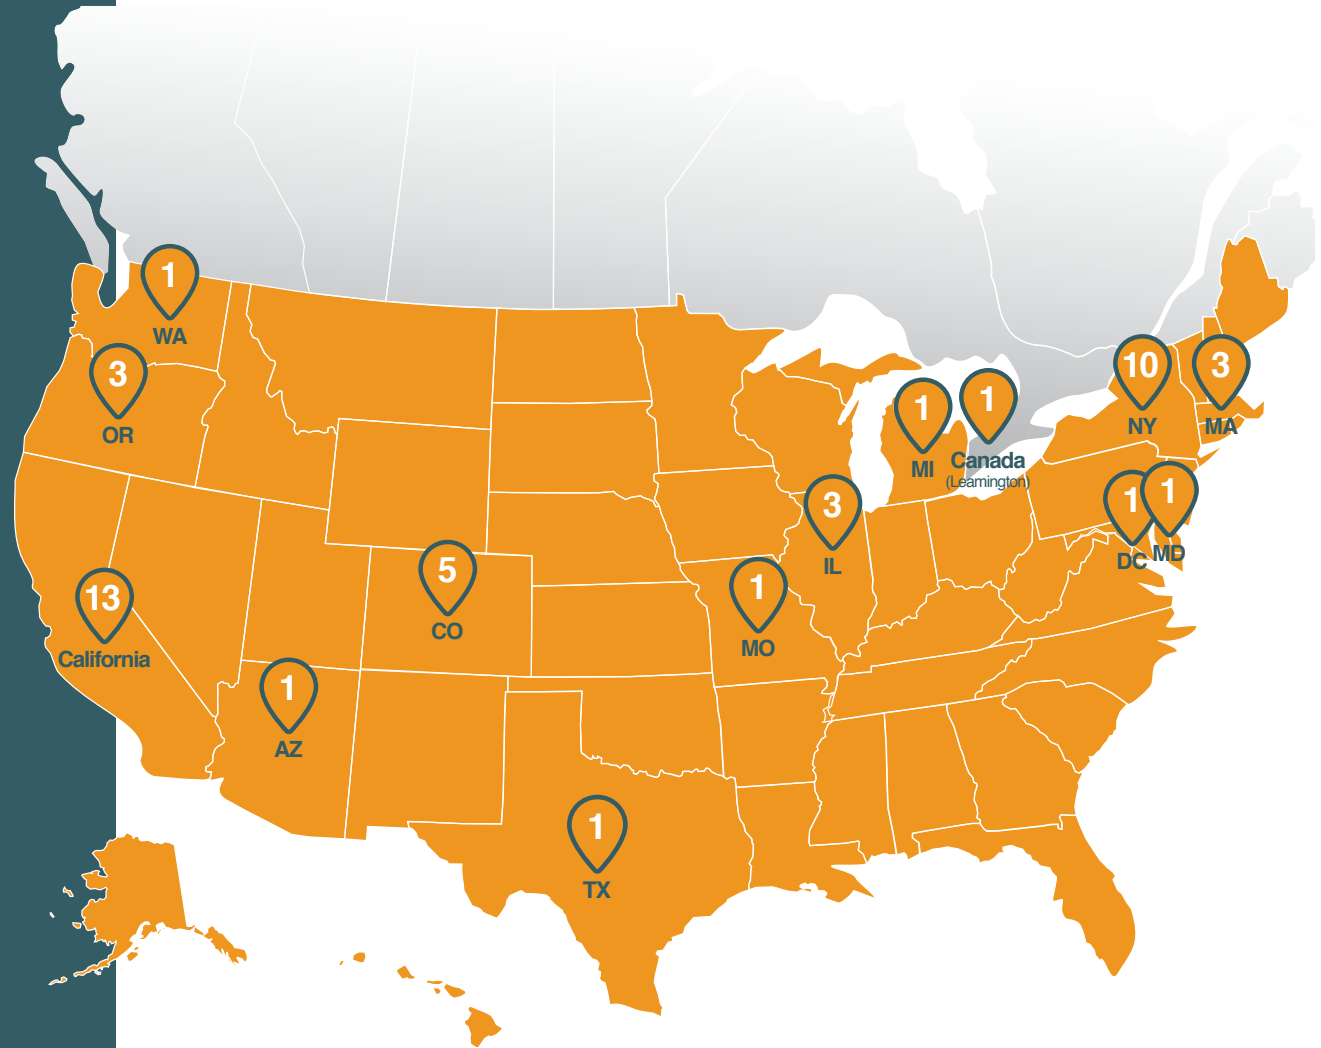 1
WA
3
OR
10
NY
3
MA
1
MI
1
Canada
(Leamington)
3
IL
1
DC
1
MD
13
California
5
CO
1
MO
1
AZ
1
TX